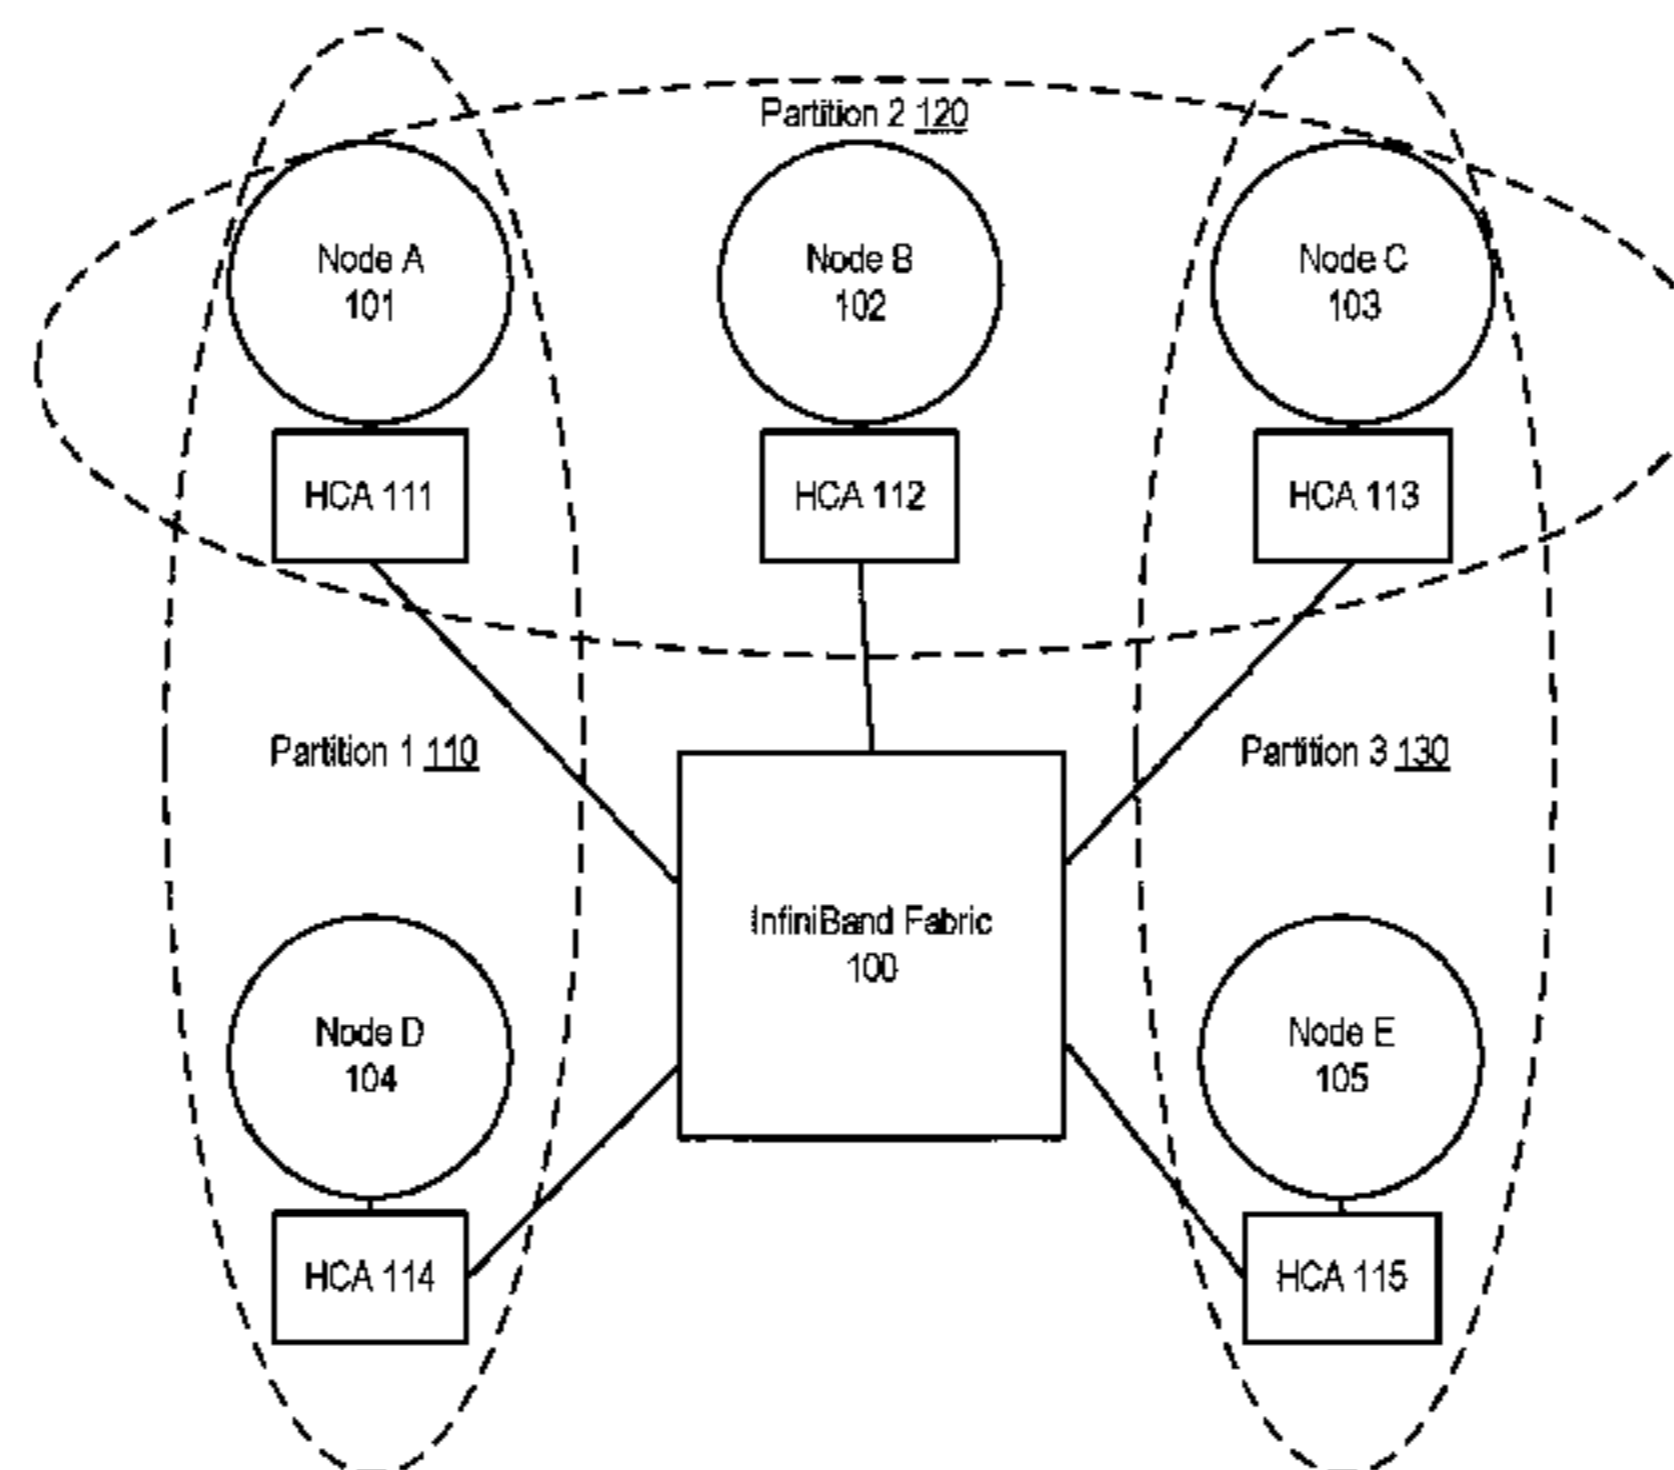 Partition 2 120
Node A
101
Node B
102
Node C
103
HCA 111
HCA 112
HCA 113
Partition 1 110
Partition 3 130
InfiniBand Fabric
100
Node D
104
Node E
105
HCA 114
HCA 115